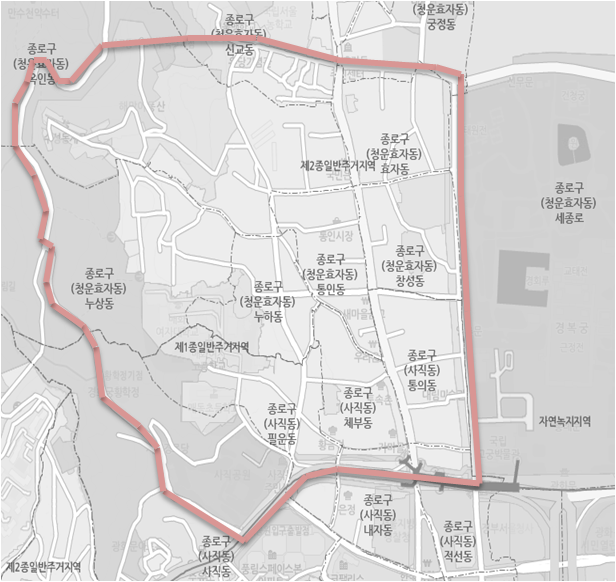 종로구
(청운효자동)
궁정동
종로구
(청운효자동)
신교동
종로구
(청운효자동)
옥인동
제2종일반주거지역
종로구
(청운효자동)
효자동
종로구
(청운효자동)
세종로
통인시장
종로구
(청운효자동)
누상동
종로구
(청운효자동)
누하동
종로구
(청운효자동)
통인동
종로구
(청운효자동)
창성동
경복궁
제1종일반주거지역
종로구
(사직동)
통의동
종로구
(사직동)
필운동
종로구
(사직동)
체부동
자연녹지지역
종로구
(사직동)
사직동
종로구
(사직동)
내자동
종로구
(사직동)
적선동
제2종일반주거지역